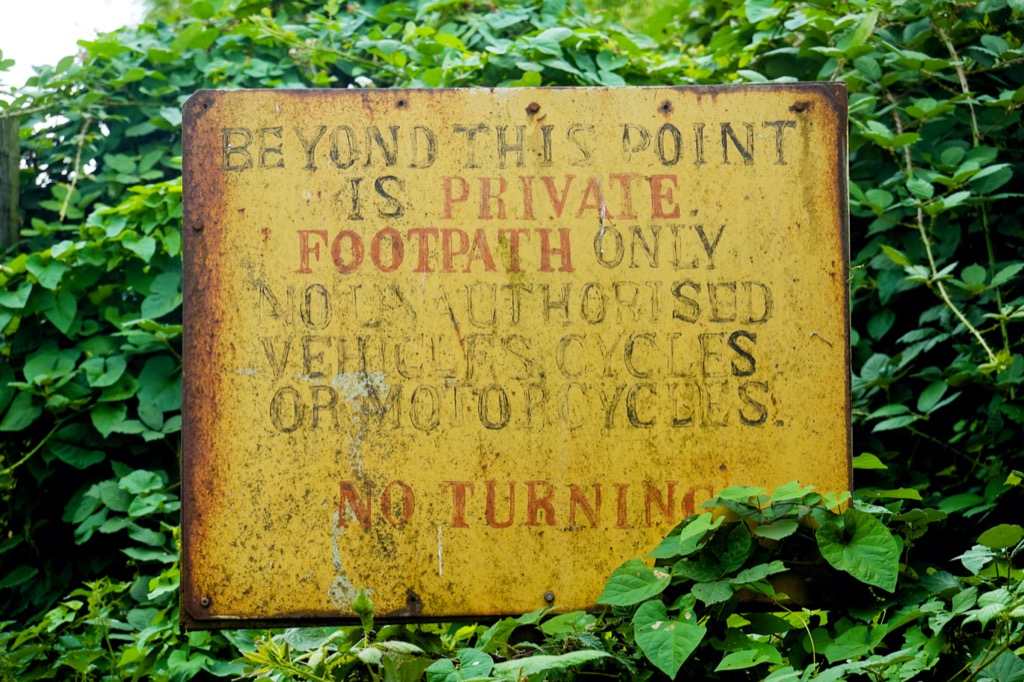 BEYOND THIS POINT
IS PRIVATE.
FOOTPATH ONLY
NO UNAUTHORISED
VEHICLES, CYCLES
OR MOTORCYCLES.
NO TURNING